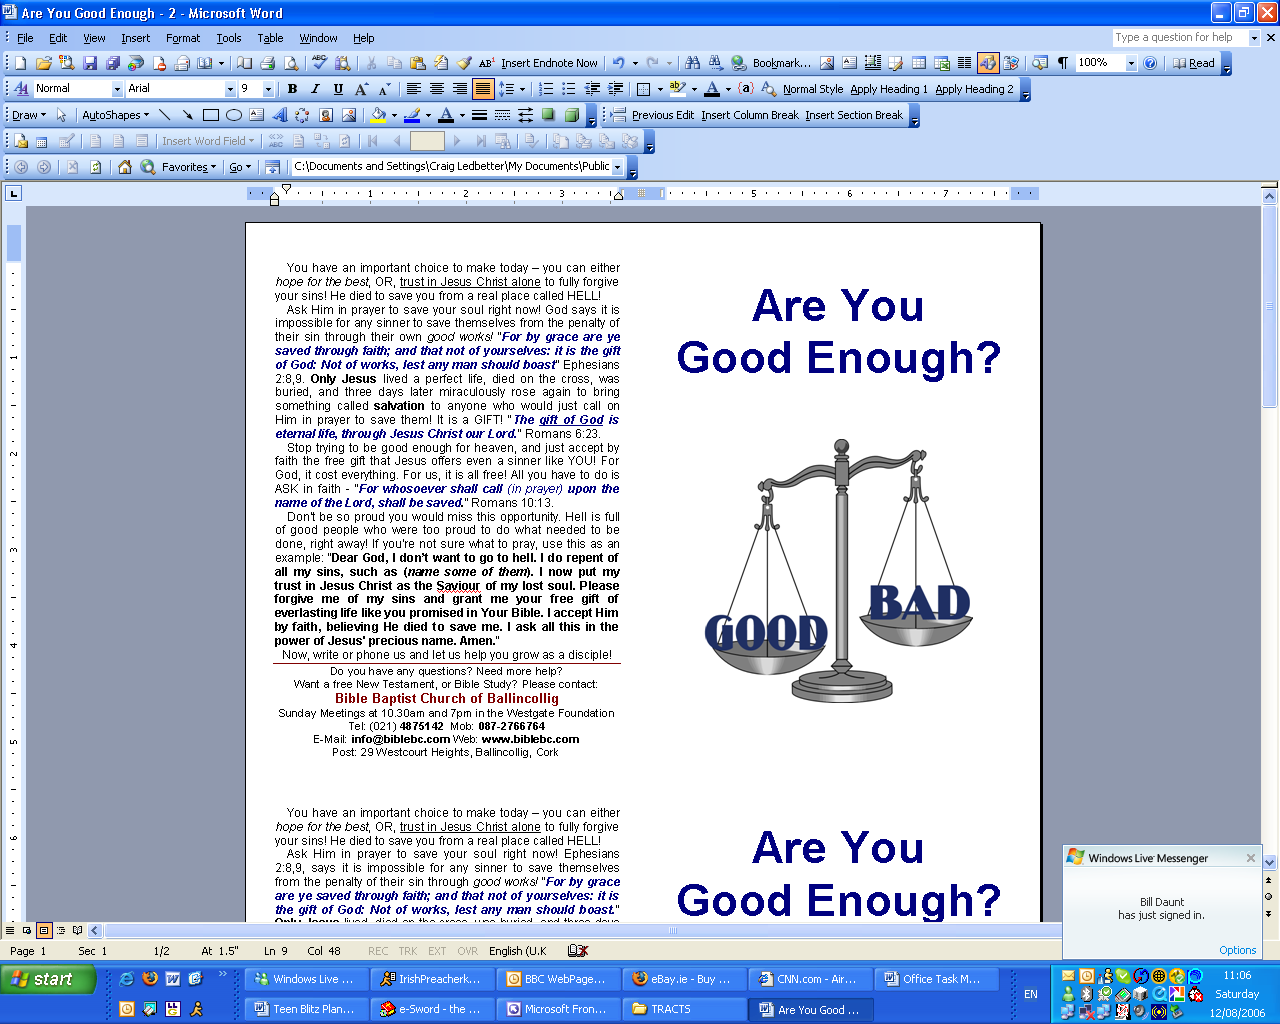 Are You Good Enough - 2 - Microsoft Word
File Edit View Insert Format Tools Table Window Help
Type a question for help
Insert Endnote Now
Bookmark...
100%
Read
Normal
Arial
9
B I U
Normal Style Apply Heading 1 Apply Heading 2
Draw AutoShapes
Previous Edit Insert Column Break Insert Section Break
Insert Word Field
Favorites Go C:\Documents and Settings\Craig Ledbetter\My Documents\Public
1 2 3 5 6 7
You have an important choice to make today – you can either
hope for the best, OR, trust in Jesus Christ alone to fully forgive
your sins! He died to save you from a real place called HELL!
Ask Him in prayer to save your soul right now! God says it is
impossible for any sinner to save themselves from the penalty of
their sin through their own good works! "For by grace are ye
saved through faith; and that not of yourselves: it is the gift
of God: Not of works, lest any man should boast" Ephesians
2:8,9. Only Jesus lived a perfect life, died on the cross, was
buried, and three days later miraculously rose again to bring
something called salvation to anyone who would just call on
Him in prayer to save them! It is a GIFT! "The gift of God is
eternal life, through Jesus Christ our Lord." Romans 6:23.
Stop trying to be good enough for heaven, and just accept by
faith the free gift that Jesus offers even a sinner like YOU! For
God, it cost everything. For us, it is all free! All you have to do is
ASK in faith - "For whosoever shall call (in prayer) upon the
name of the Lord, shall be saved." Romans 10:13.
Don't be so proud you would miss this opportunity. Hell is full
of good people who were too proud to do what needed to be
done, right away! If you're not sure what to pray, use this as an
example: "Dear God, I don't want to go to hell. I do repent of
all my sins, such as (name some of them). I now put my
trust in Jesus Christ as the Saviour of my lost soul. Please
forgive me of my sins and grant me your free gift of
everlasting life like you promised in Your Bible. I accept Him
by faith, believing He died to save me. I ask all this in the
power of Jesus' precious name. Amen."
Now, write or phone us and let us help you grow as a disciple!
Do you have any questions? Need more help?
Want a free New Testament, or Bible Study? Please contact:
Bible Baptist Church of Ballincollig
Sunday Meetings at 10.30am and 7pm in the Westgate Foundation
Tel: (021) 4875142 Mob: 087-2766764
E-Mail: info@biblebc.com Web: www.biblebc.com
Post: 29 Westcourt Heights, Ballincollig, Cork
Are You
Good Enough?
GOOD
BAD
You have an important choice to make today – you can either
hope for the best, OR, trust in Jesus Christ alone to fully forgive
your sins! He died to save you from a real place called HELL!
Ask Him in prayer to save your soul right now! Ephesians
2:8,9, says it is impossible for any sinner to save themselves
from the penalty of their sin through good works! "For by grace
are ye saved through faith; and that not of yourselves: it is
the gift of God: Not of works, lest any man should boast."
Only Jesus lived, died on the cross, was buried, and three days
Are You
Good Enough?
Windows Live Messenger
Bill Daunt
has just signed in.
Options
Page 1 Sec 1 1/2 At 1.5" Ln 9 Col 48 REC TRK EXT OVR English (U.K
start
Windows Live ...
IrishPreacherk...
BBC WebPage...
eBay.ie - Buy ...
CNN.com - Air...
Office Task M...
Teen Blitz Plan...
e-Sword - the ...
Microsoft Fron...
TRACTS
Are You Good ...
EN
11:06
Saturday
12/08/2006